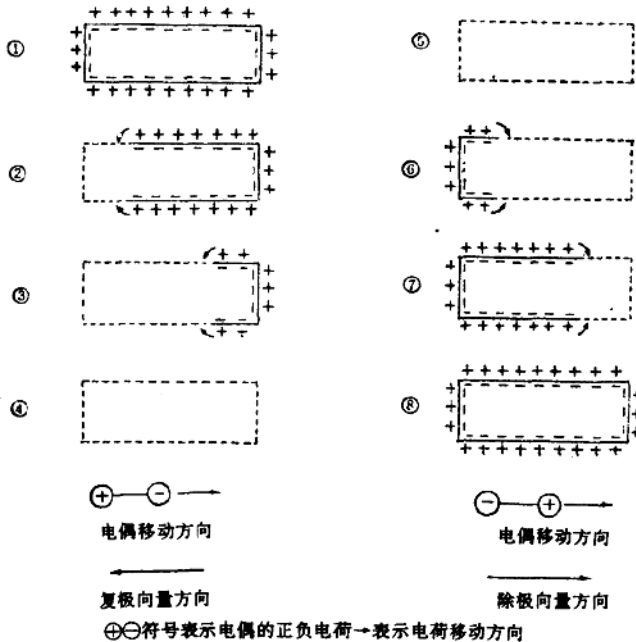 ①
②
③
④
⊕ ⊖
电偶移动方向
复极向量方向
⑤
⑥
⑦
⑧
⊖ ⊕
电偶移动方向
除极向量方向
⊕⊖符号表示电偶的正负电荷→表示电荷移动方向